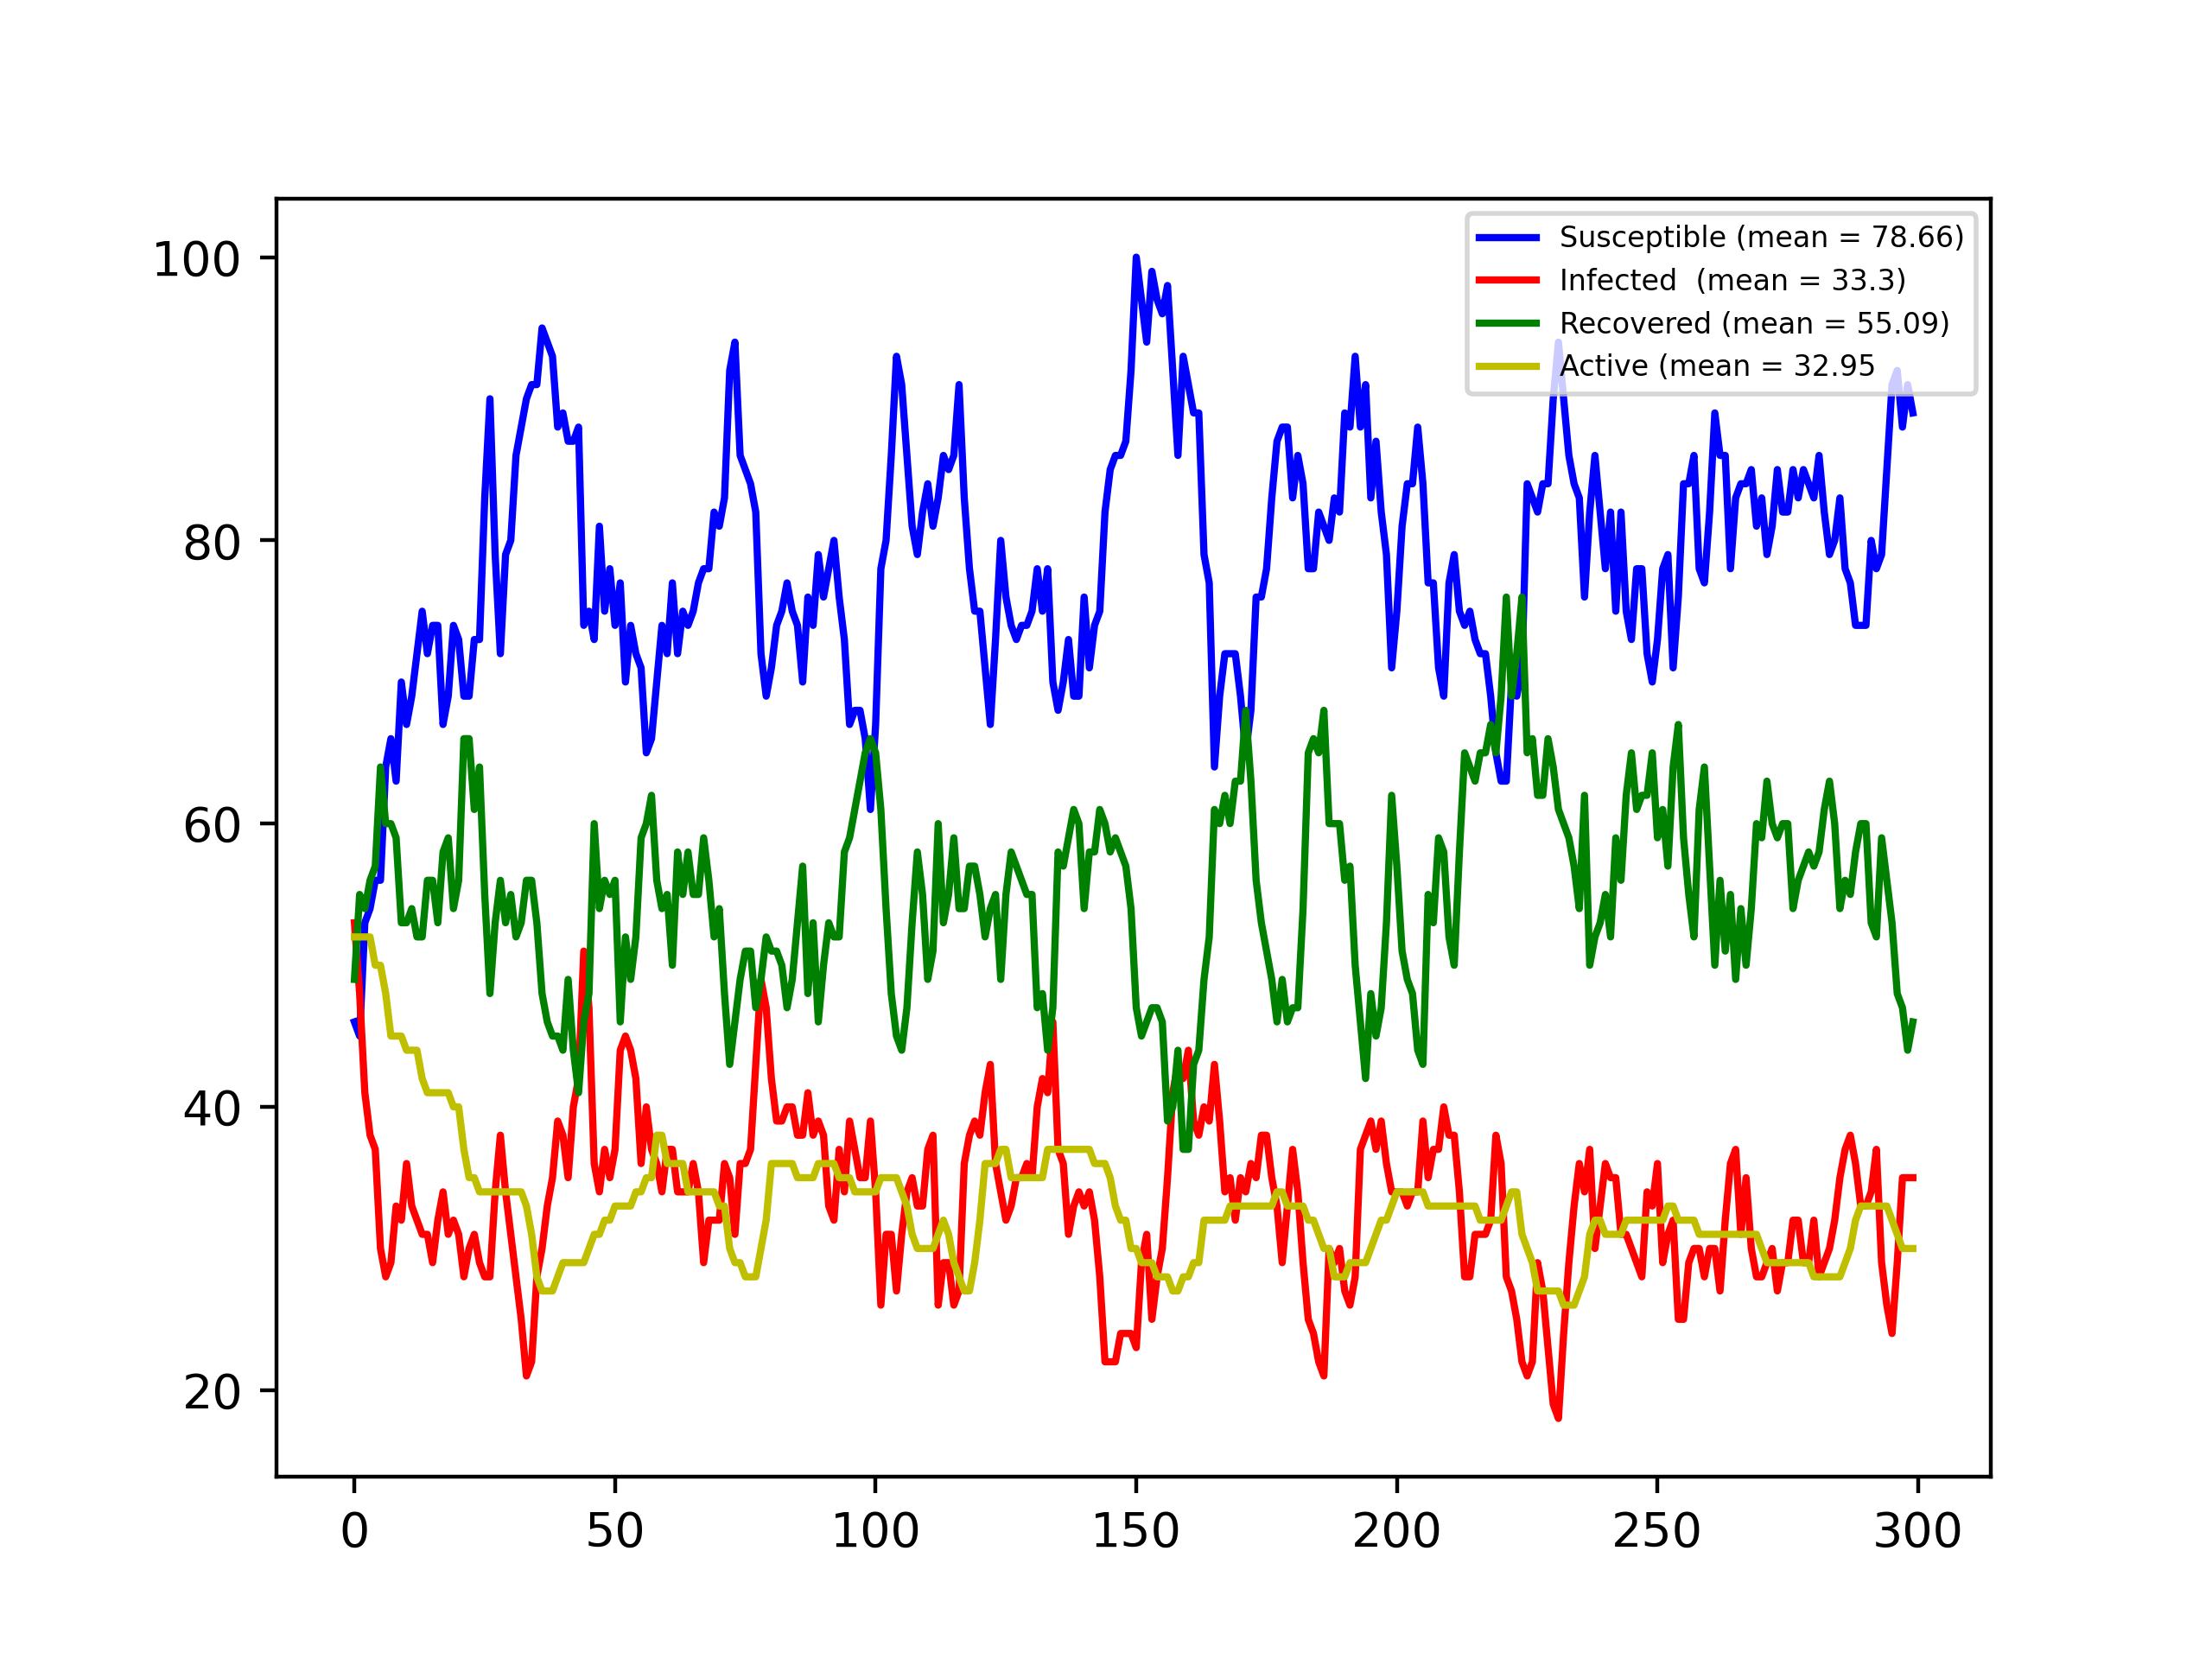 100
80
60
40
20
0 50 100 150 200 250 300
Susceptible (mean = 78.66)
Infected  (mean = 33.3)
Recovered (mean = 55.09)
Active (mean = 32.95